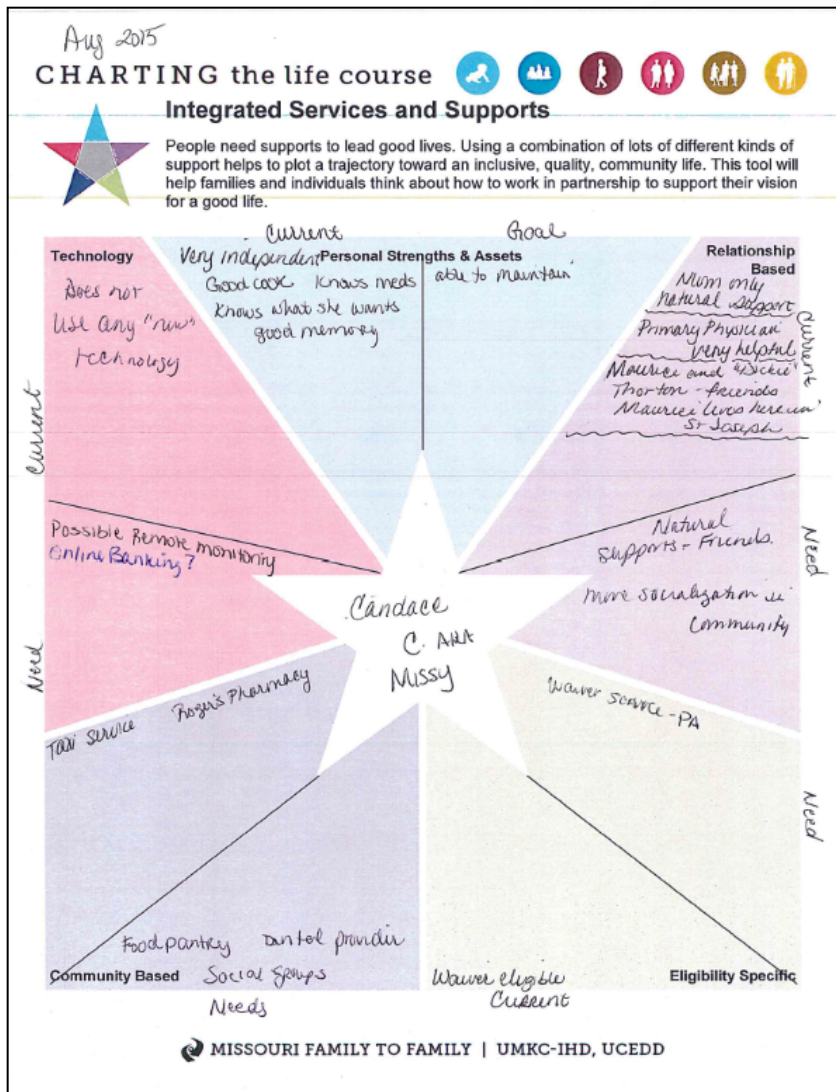 Aug 2015
CHARTING the life course
Integrated Services and Supports
People need supports to lead good lives. Using a combination of lots of different kinds of
support helps to plot a trajectory toward an inclusive, quality, community life. This tool will
help families and individuals think about how to work in partnership to support their vision
for a good life.
Current
Goal
Technology
Does not
Use any "new"
technology
Current
Possible Remote monitoring
Online Banking?
Need
Personal Strengths & Assets
Very independent
Good cook Knows meds
Knows what she wants
good memory
able to maintain
Relationship
Based
Mom only
natural support
Primary Physician
very helpful
Maurice and "Dickie"
Thorton - friends
Maurice lives here in
St Joseph
Current
Natural
Supports - Friends.
more socialization in
Community
Need
Candace
C. AKA
Missy
Taxi Service
Roger's Pharmacy
Food pantry Dental provider
Social groups
Community Based
Needs
Waiver service - PA
Need
Waiver eligible
Current
Eligibility Specific
MISSOURI FAMILY TO FAMILY | UMKC-IHD, UCEDD